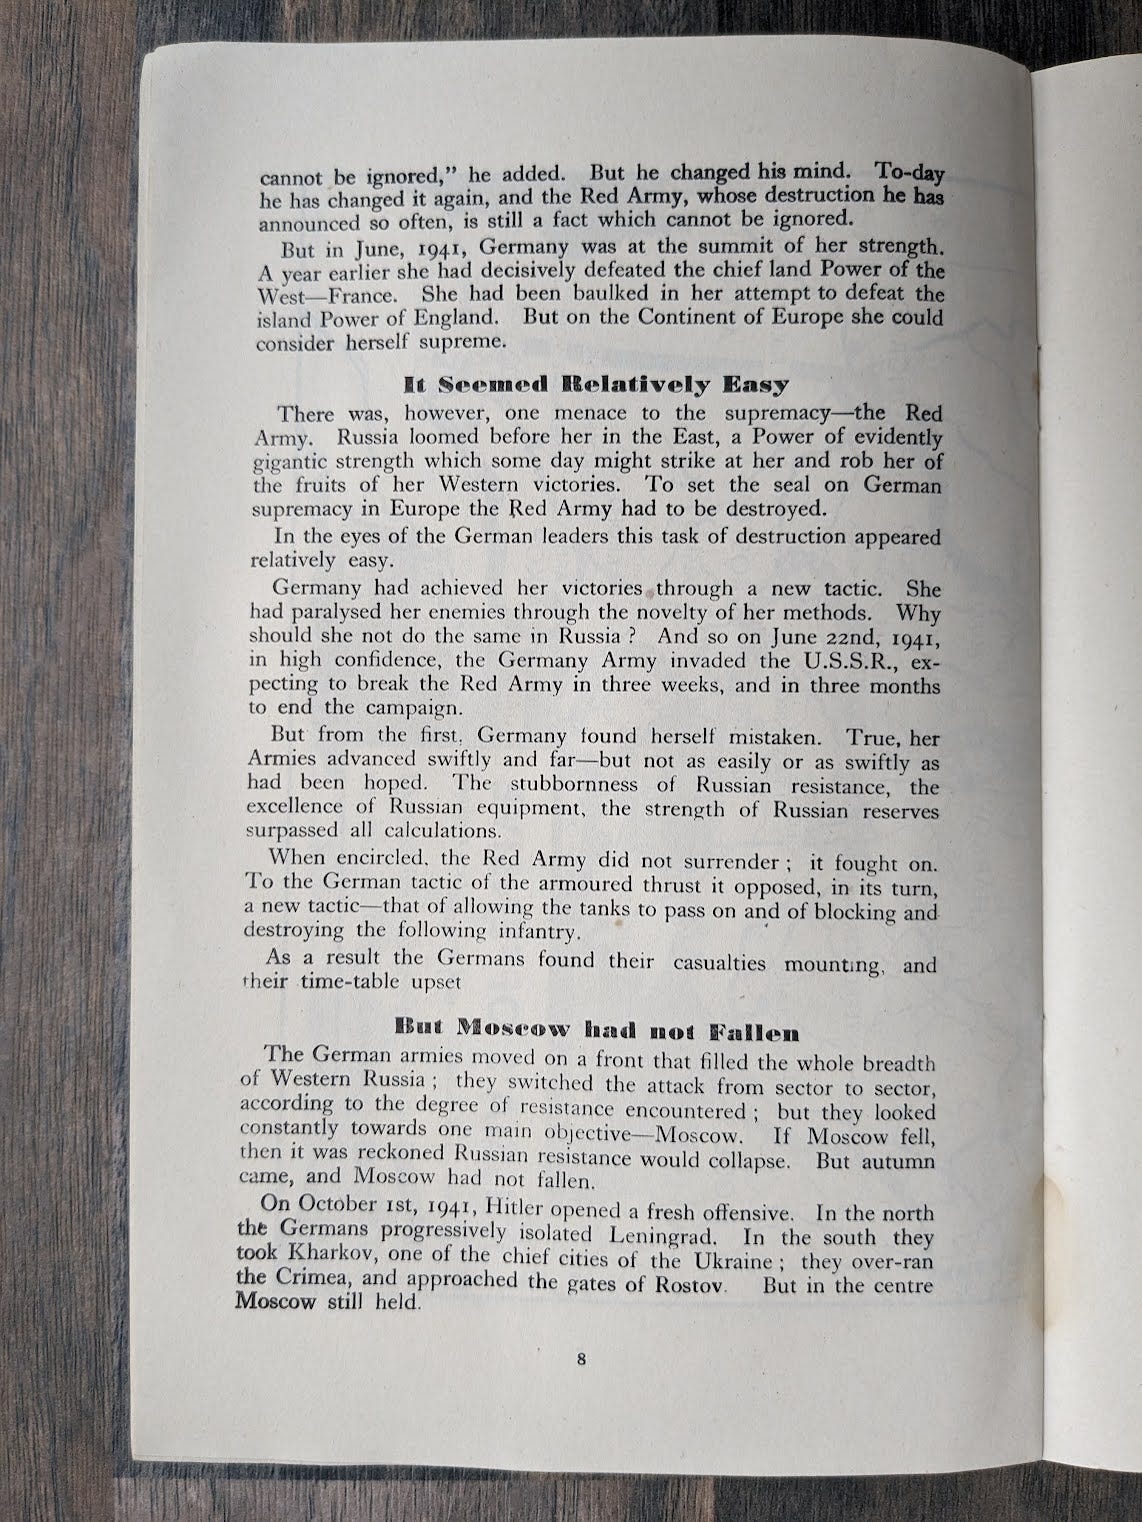 cannot be ignored,” he added. But he changed his mind. To-day
he has changed it again, and the Red Army, whose destruction he has
announced so often, is still a fact which cannot be ignored.
But in June, 1941, Germany was at the summit of her strength.
A year earlier she had decisively defeated the chief land Power of the
West—France. She had been baulked in her attempt to defeat the
island Power of England. But on the Continent of Europe she could
consider herself supreme.
It Seemed Relatively Easy
There was, however, one menace to the supremacy—the Red
Army. Russia loomed before her in the East, a Power of evidently
gigantic strength which some day might strike at her and rob her of
the fruits of her Western victories. To set the seal on German
supremacy in Europe the Red Army had to be destroyed.
In the eyes of the German leaders this task of destruction appeared
relatively easy.
Germany had achieved her victories through a new tactic. She
had paralysed her enemies through the novelty of her methods. Why
should she not do the same in Russia ? And so on June 22nd, 1941,
in high confidence, the Germany Army invaded the U.S.S.R., ex-
pecting to break the Red Army in three weeks, and in three months
to end the campaign.
But from the first, Germany found herself mistaken. True, her
Armies advanced swiftly and far—but not as easily or as swiftly as
had been hoped. The stubbornness of Russian resistance, the
excellence of Russian equipment, the strength of Russian reserves
surpassed all calculations.
When encircled, the Red Army did not surrender ; it fought on.
To the German tactic of the armoured thrust it opposed, in its turn,
a new tactic—that of allowing the tanks to pass on and of blocking and
destroying the following infantry.
As a result the Germans found their casualties mounting, and
their time-table upset
But Moscow had not Fallen
The German armies moved on a front that filled the whole breadth
of Western Russia ; they switched the attack from sector to sector,
according to the degree of resistance encountered ; but they looked
constantly towards one main objective—Moscow. If Moscow fell,
then it was reckoned Russian resistance would collapse. But autumn
came, and Moscow had not fallen.
On October 1st, 1941, Hitler opened a fresh offensive. In the north
the Germans progressively isolated Leningrad. In the south they
took Kharkov, one of the chief cities of the Ukraine ; they over-ran
the Crimea, and approached the gates of Rostov. But in the centre
Moscow still held.
8